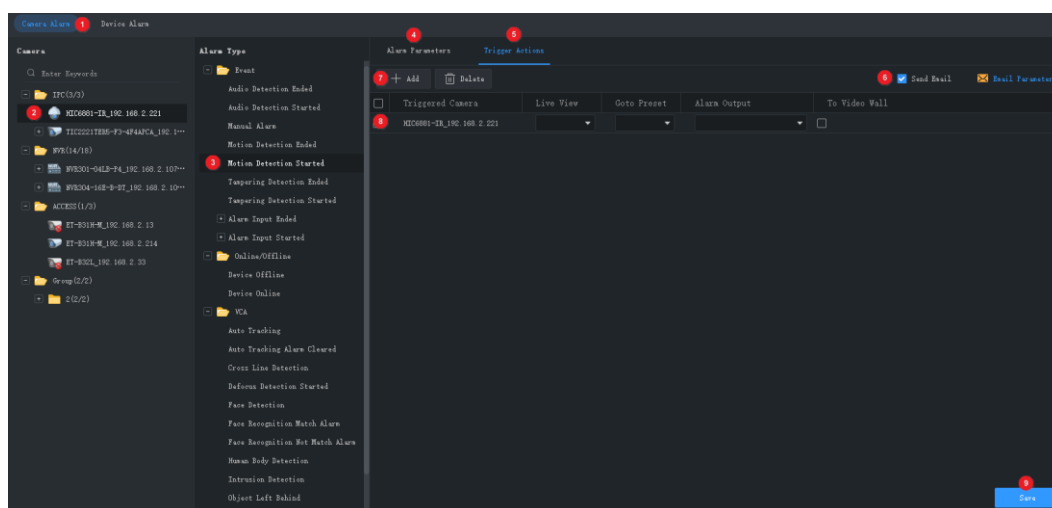 Camera Alarm 1 Device Alarm
Camera
Enter Keywords
IPC(3/3)
2 HIC6881-IR_192.168.2.221
TIC2221TER5-F3-4F4APCA_192.1···
NVR(14/18)
NVR301-04LB-P4_192.168.2.107···
NVR304-16E-B-DT_192.168.2.10···
ACCESS(1/3)
ET-B31H-M_192.168.2.13
ET-B31H-M_192.168.2.214
ET-B32L_192.168.2.33
Group(2/2)
2(2/2)
Alarm Type
Event
Audio Detection Ended
Audio Detection Started
Manual Alarm
Motion Detection Ended
3 Motion Detection Started
Tampering Detection Ended
Tampering Detection Started
Alarm Input Ended
Alarm Input Started
Online/Offline
Device Offline
Device Online
VCA
Auto Tracking
Auto Tracking Alarm Cleared
Cross Line Detection
Defocus Detection Started
Face Detection
Face Recognition Match Alarm
Face Recognition Not Match Alarm
Human Body Detection
Intrusion Detection
Object Left Behind
4 5
Alarm Parameters Trigger Actions
7 Add Delete 6 Send Email Email Parameter
Triggered Camera Live View Goto Preset Alarm Output To Video Wall
8 HIC6881-IR_192.168.2.221
9
Save